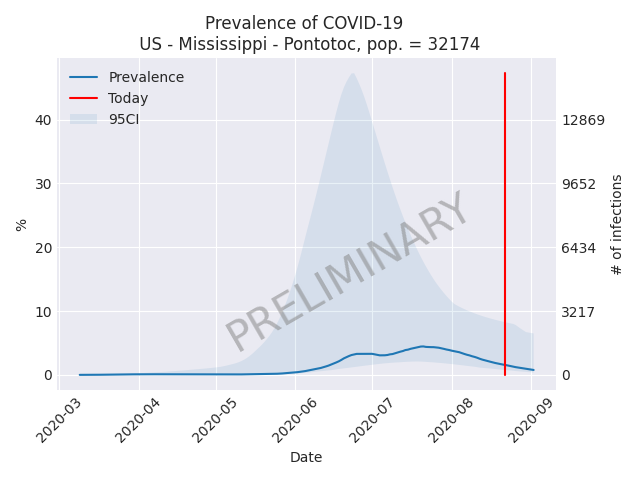 Prevalence of COVID-19
US - Mississippi - Pontotoc, pop. = 32174
Prevalence
Today
95CI
PRELIMINARY
%
40
30
20
10
0
# of infections
12869
9652
6434
3217
0
2020-03
2020-04
2020-05
2020-06
2020-07
2020-08
2020-09
Date